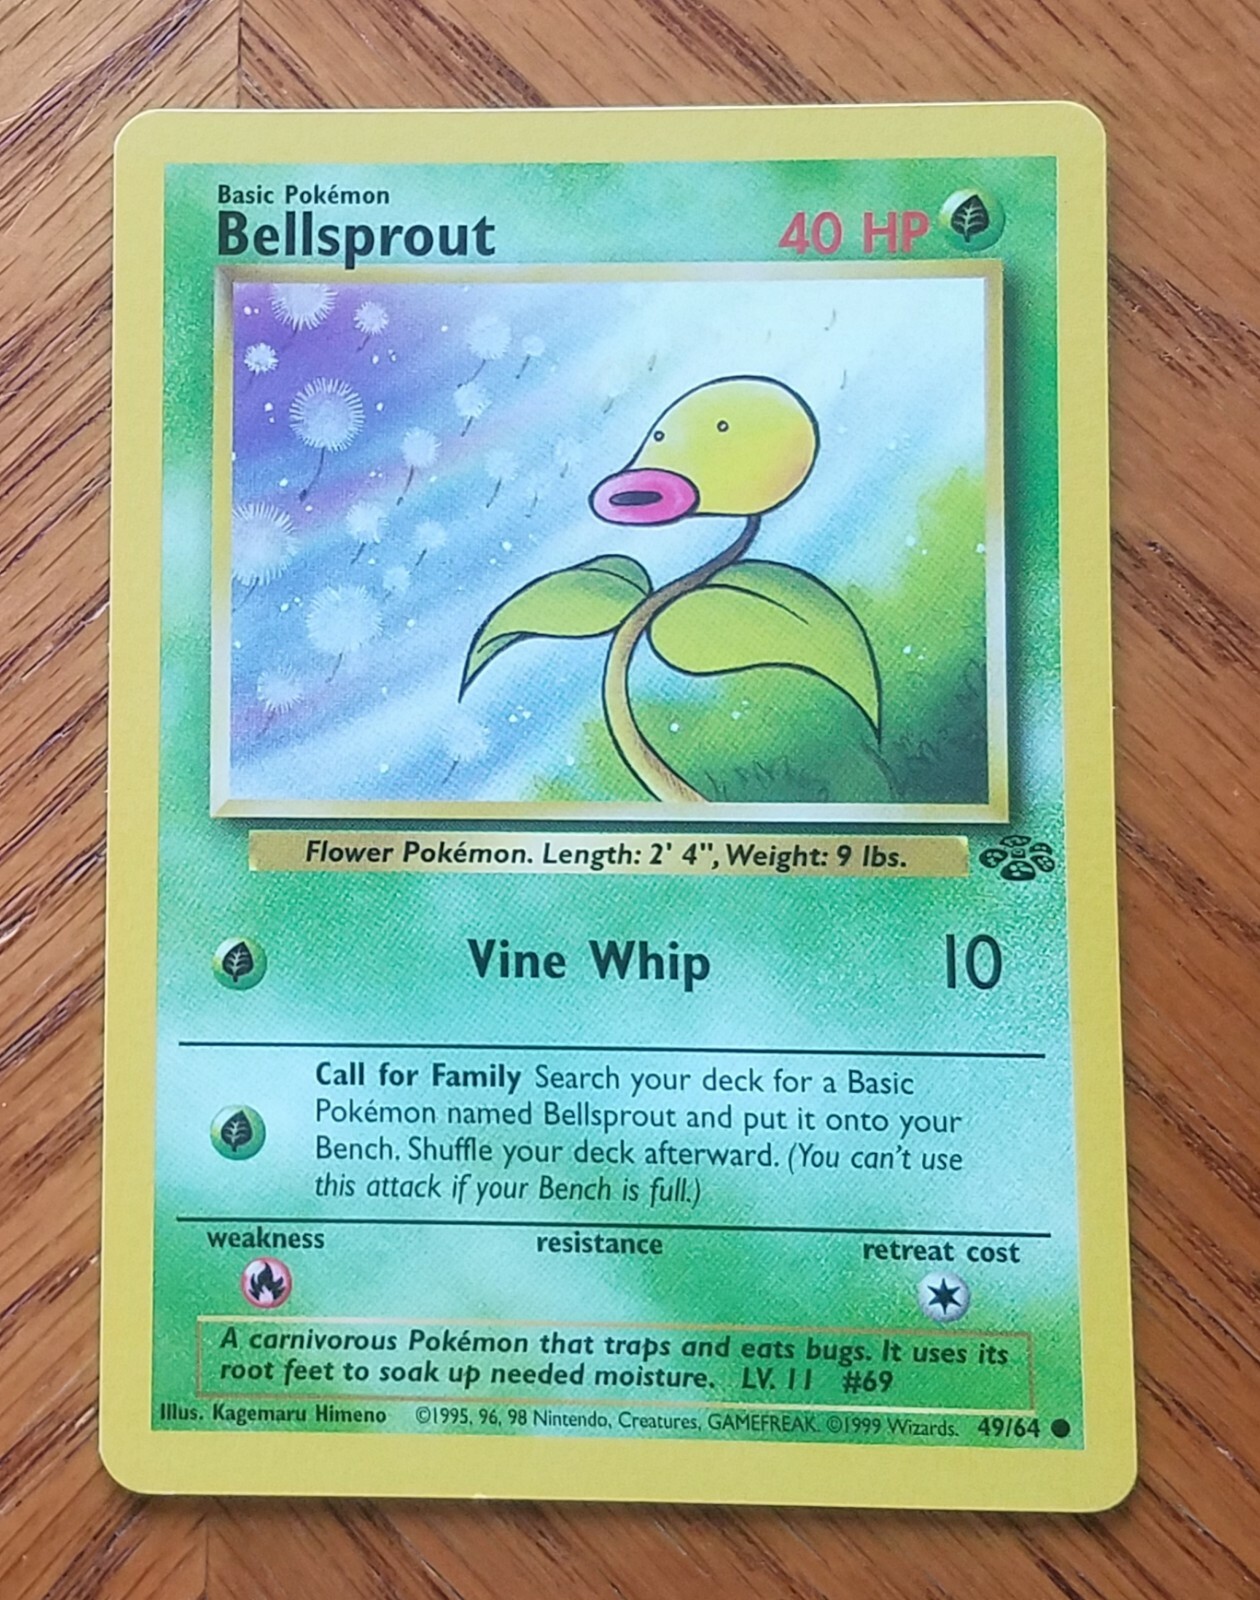 Basic Pokémon
Bellsprout
40 HP
Flower Pokémon. Length: 2' 4", Weight: 9 lbs.
Vine Whip 10
Call for Family Search your deck for a Basic
Pokémon named Bellsprout and put it onto your
Bench. Shuffle your deck afterward. (You can't use
this attack if your Bench is full.)
weakness resistance retreat cost
A carnivorous Pokémon that traps and eats bugs. It uses its
root feet to soak up needed moisture. LV. 11 #69
Illus. Kagemaru Himeno ©1995, 96, 98 Nintendo, Creatures, GAMEFREAK. ©1999 Wizards. 49/64